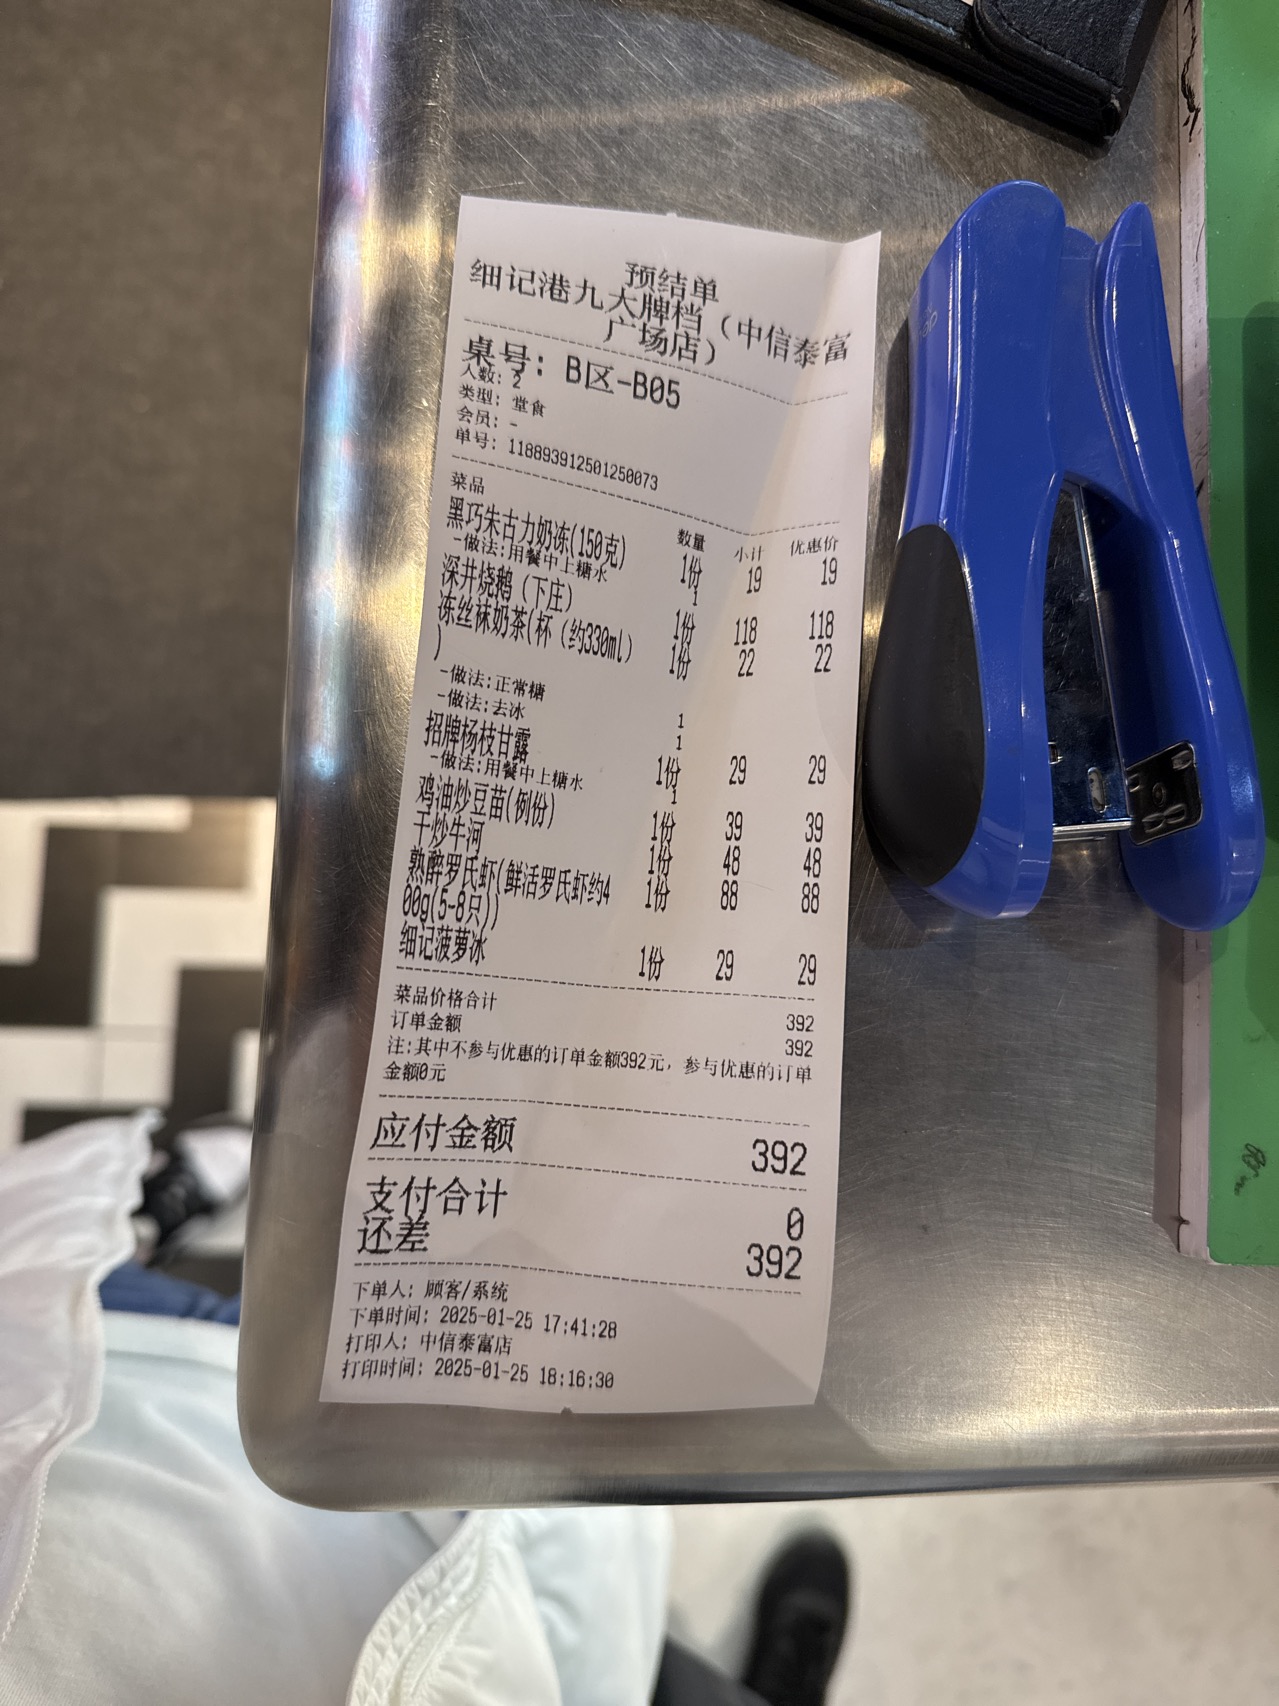 预结单
细记港九大牌档（中信泰富
广场店）
桌号：B区-B05
人数：2
类型：堂食
会员：-
单号：118893912501250073
菜品 数量 小计 优惠价
黑巧朱古力奶冻(150克) 1份 19 19
-做法:用餐中上糖水 1
深井烧鹅（下庄） 1份 118 118
冻丝袜奶茶(杯（约330ml） 1份 22 22
)
-做法:正常糖 1
-做法:去冰 1
招牌杨枝甘露 1份 29 29
-做法:用餐中上糖水 1
鸡油炒豆苗(例份) 1份 39 39
干炒牛河 1份 48 48
熟醉罗氏虾(鲜活罗氏虾约4 1份 88 88
00g(5-8只))
细记菠萝冰 1份 29 29
菜品价格合计 392
订单金额 392
注:其中不参与优惠的订单金额392元，参与优惠的订单
金额0元
应付金额 392
支付合计 0
还差 392
下单人：顾客/系统
下单时间：2025-01-25 17:41:28
打印人：中信泰富店
打印时间：2025-01-25 18:16:30